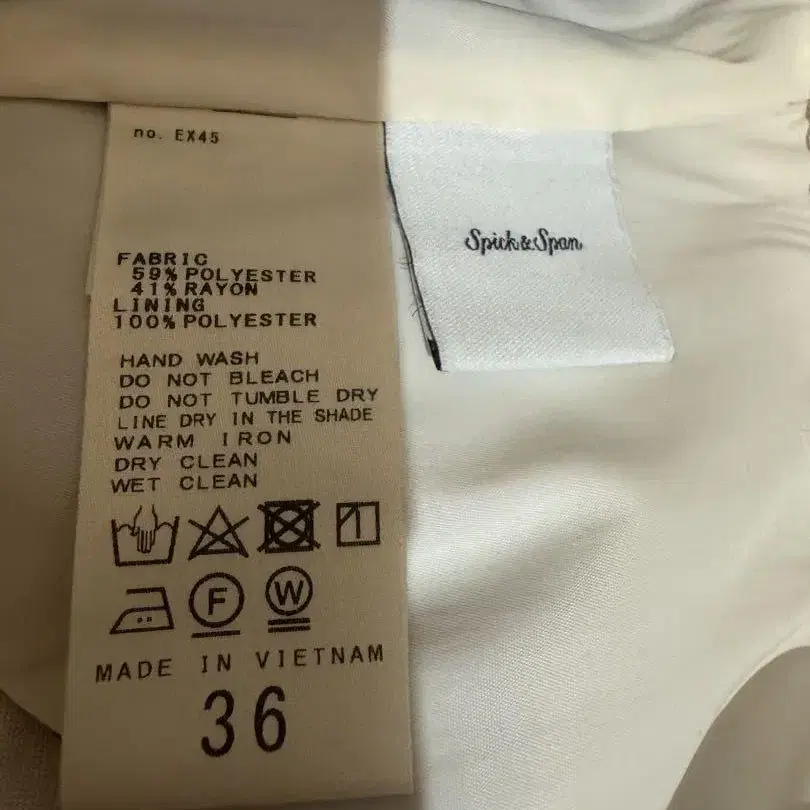 no. EX45
Spick&Span
FABRIC
59% POLYESTER
41% RAYON
LINING
100% POLYESTER
HAND WASH
DO NOT BLEACH
DO NOT TUMBLE DRY
LINE DRY IN THE SHADE
WARM IRON
DRY CLEAN
WET CLEAN
F W
MADE IN VIETNAM
36